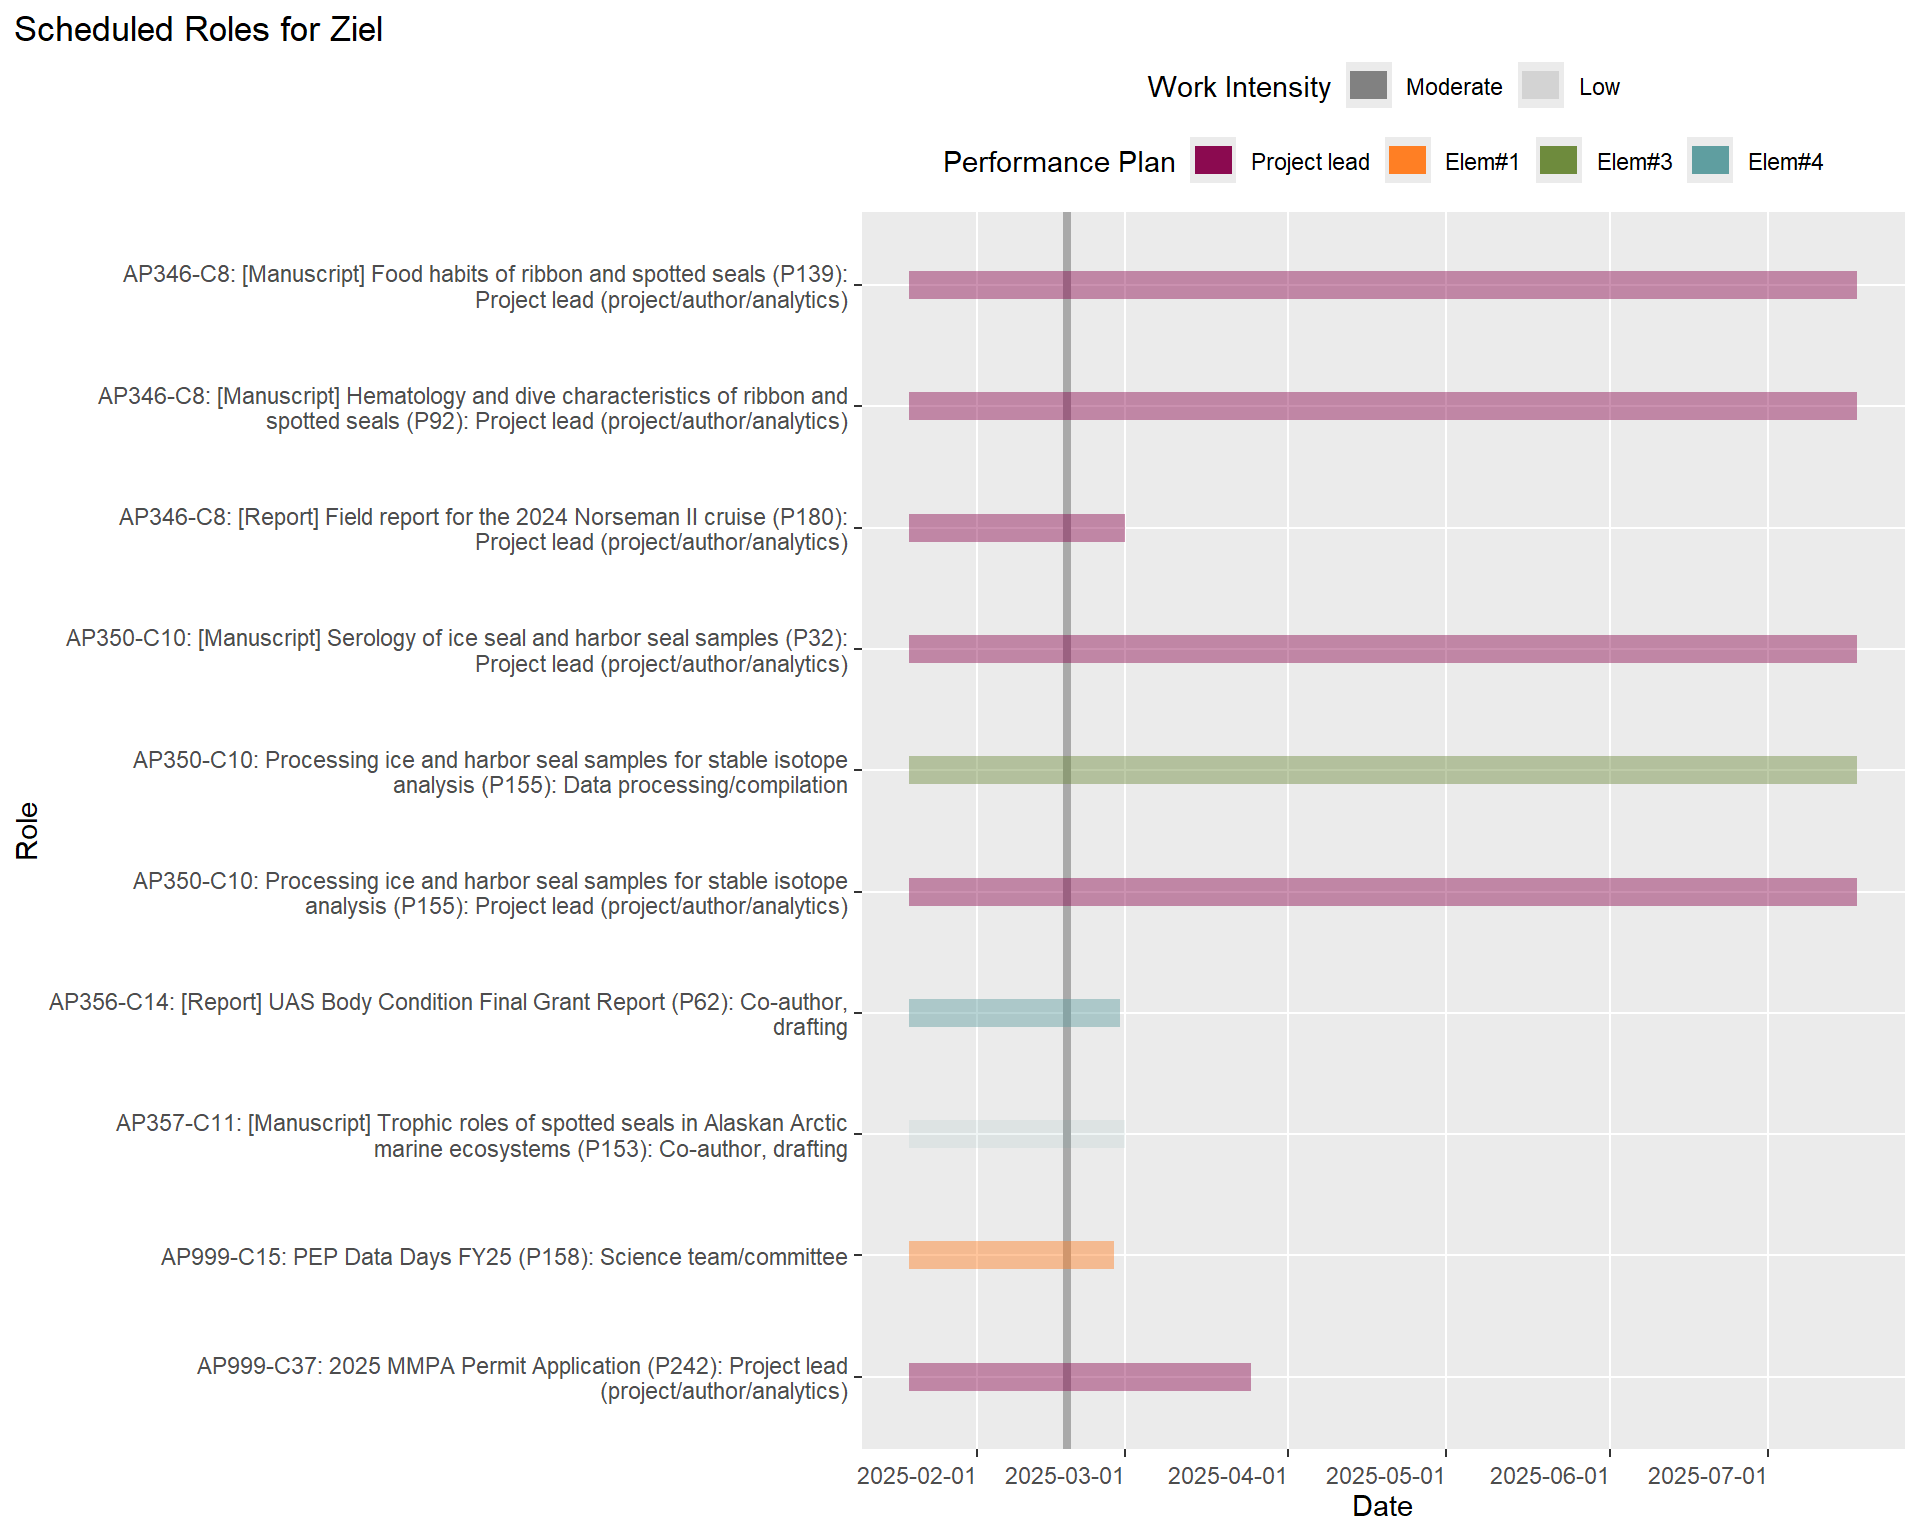 Scheduled Roles for Ziel
Work Intensity Moderate Low
Performance Plan Project lead Elem#1 Elem#3 Elem#4
AP346-C8: [Manuscript] Food habits of ribbon and spotted seals (P139):
Project lead (project/author/analytics)
AP346-C8: [Manuscript] Hematology and dive characteristics of ribbon and
spotted seals (P92): Project lead (project/author/analytics)
AP346-C8: [Report] Field report for the 2024 Norseman II cruise (P180):
Project lead (project/author/analytics)
AP350-C10: [Manuscript] Serology of ice seal and harbor seal samples (P32):
Project lead (project/author/analytics)
AP350-C10: Processing ice and harbor seal samples for stable isotope
analysis (P155): Data processing/compilation
AP350-C10: Processing ice and harbor seal samples for stable isotope
analysis (P155): Project lead (project/author/analytics)
AP356-C14: [Report] UAS Body Condition Final Grant Report (P62): Co-author,
drafting
AP357-C11: [Manuscript] Trophic roles of spotted seals in Alaskan Arctic
marine ecosystems (P153): Co-author, drafting
AP999-C15: PEP Data Days FY25 (P158): Science team/committee
AP999-C37: 2025 MMPA Permit Application (P242): Project lead
(project/author/analytics)
Role
2025-02-01 2025-03-01 2025-04-01 2025-05-01 2025-06-01 2025-07-01
Date